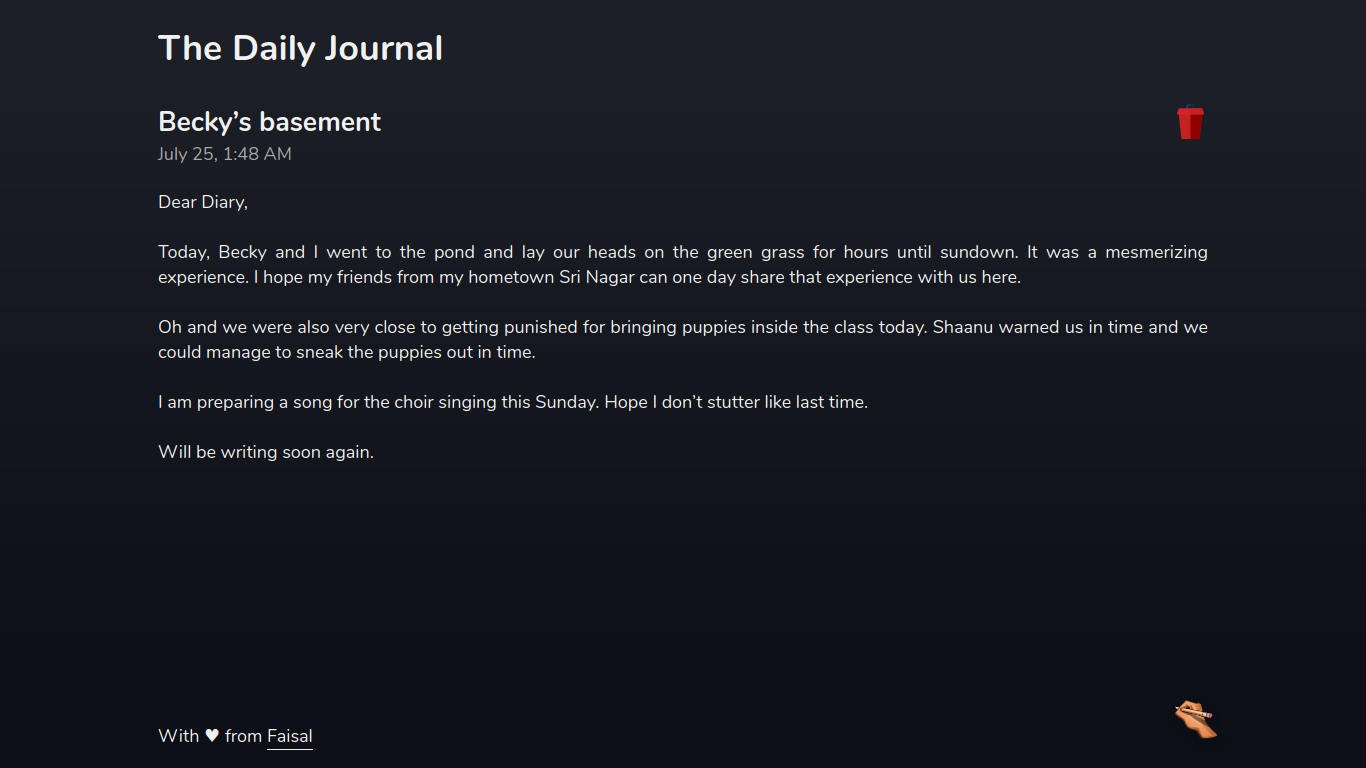 The Daily Journal
Becky’s basement
July 25, 1:48 AM
Dear Diary,
Today, Becky and I went to the pond and lay our heads on the green grass for hours until sundown. It was a mesmerizing
experience. I hope my friends from my hometown Sri Nagar can one day share that experience with us here.
Oh and we were also very close to getting punished for bringing puppies inside the class today. Shaanu warned us in time and we
could manage to sneak the puppies out in time.
I am preparing a song for the choir singing this Sunday. Hope I don’t stutter like last time.
Will be writing soon again.
With ♥ from Faisal